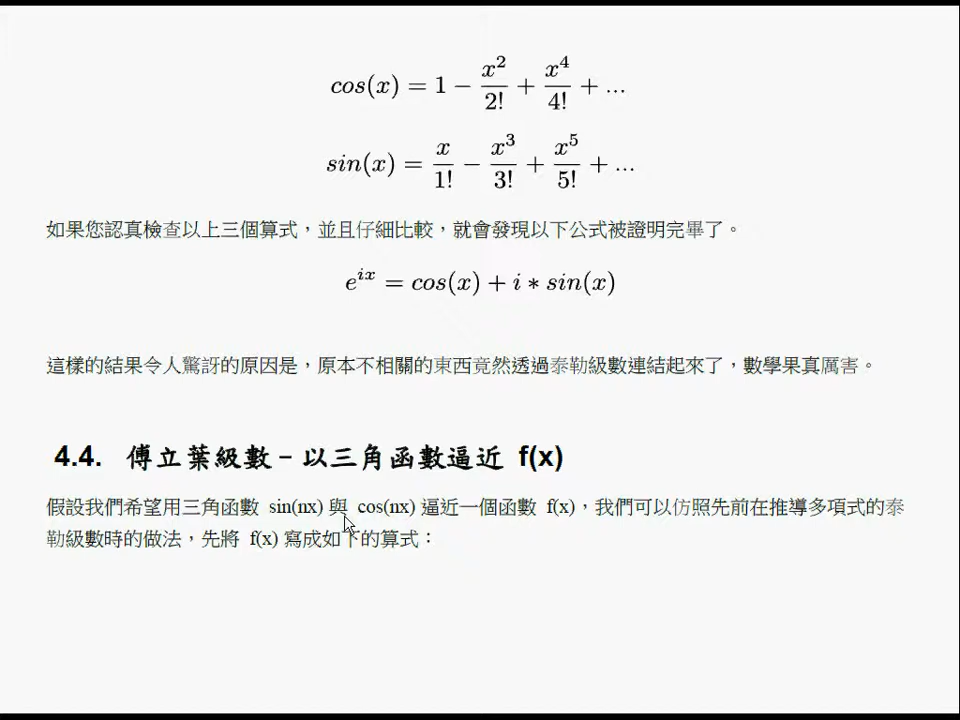 cos(x) = 1 − x²/2! + x⁴/4! + ...
sin(x) = x/1! − x³/3! + x⁵/5! + ...
如果您認真檢查以上三個算式，並且仔細比較，就會發現以下公式被證明完畢了。
e^{ix} = cos(x) + i ∗ sin(x)
這樣的結果令人驚訝的原因是，原本不相關的東西竟然透過泰勒級數連結起來了，數學果真厲害。
4.4. 傅立葉級數－以三角函數逼近 f(x)
假設我們希望用三角函數 sin(nx) 與 cos(nx) 逼近一個函數 f(x)，我們可以仿照先前在推導多項式的泰
勒級數時的做法，先將 f(x) 寫成如下的算式：